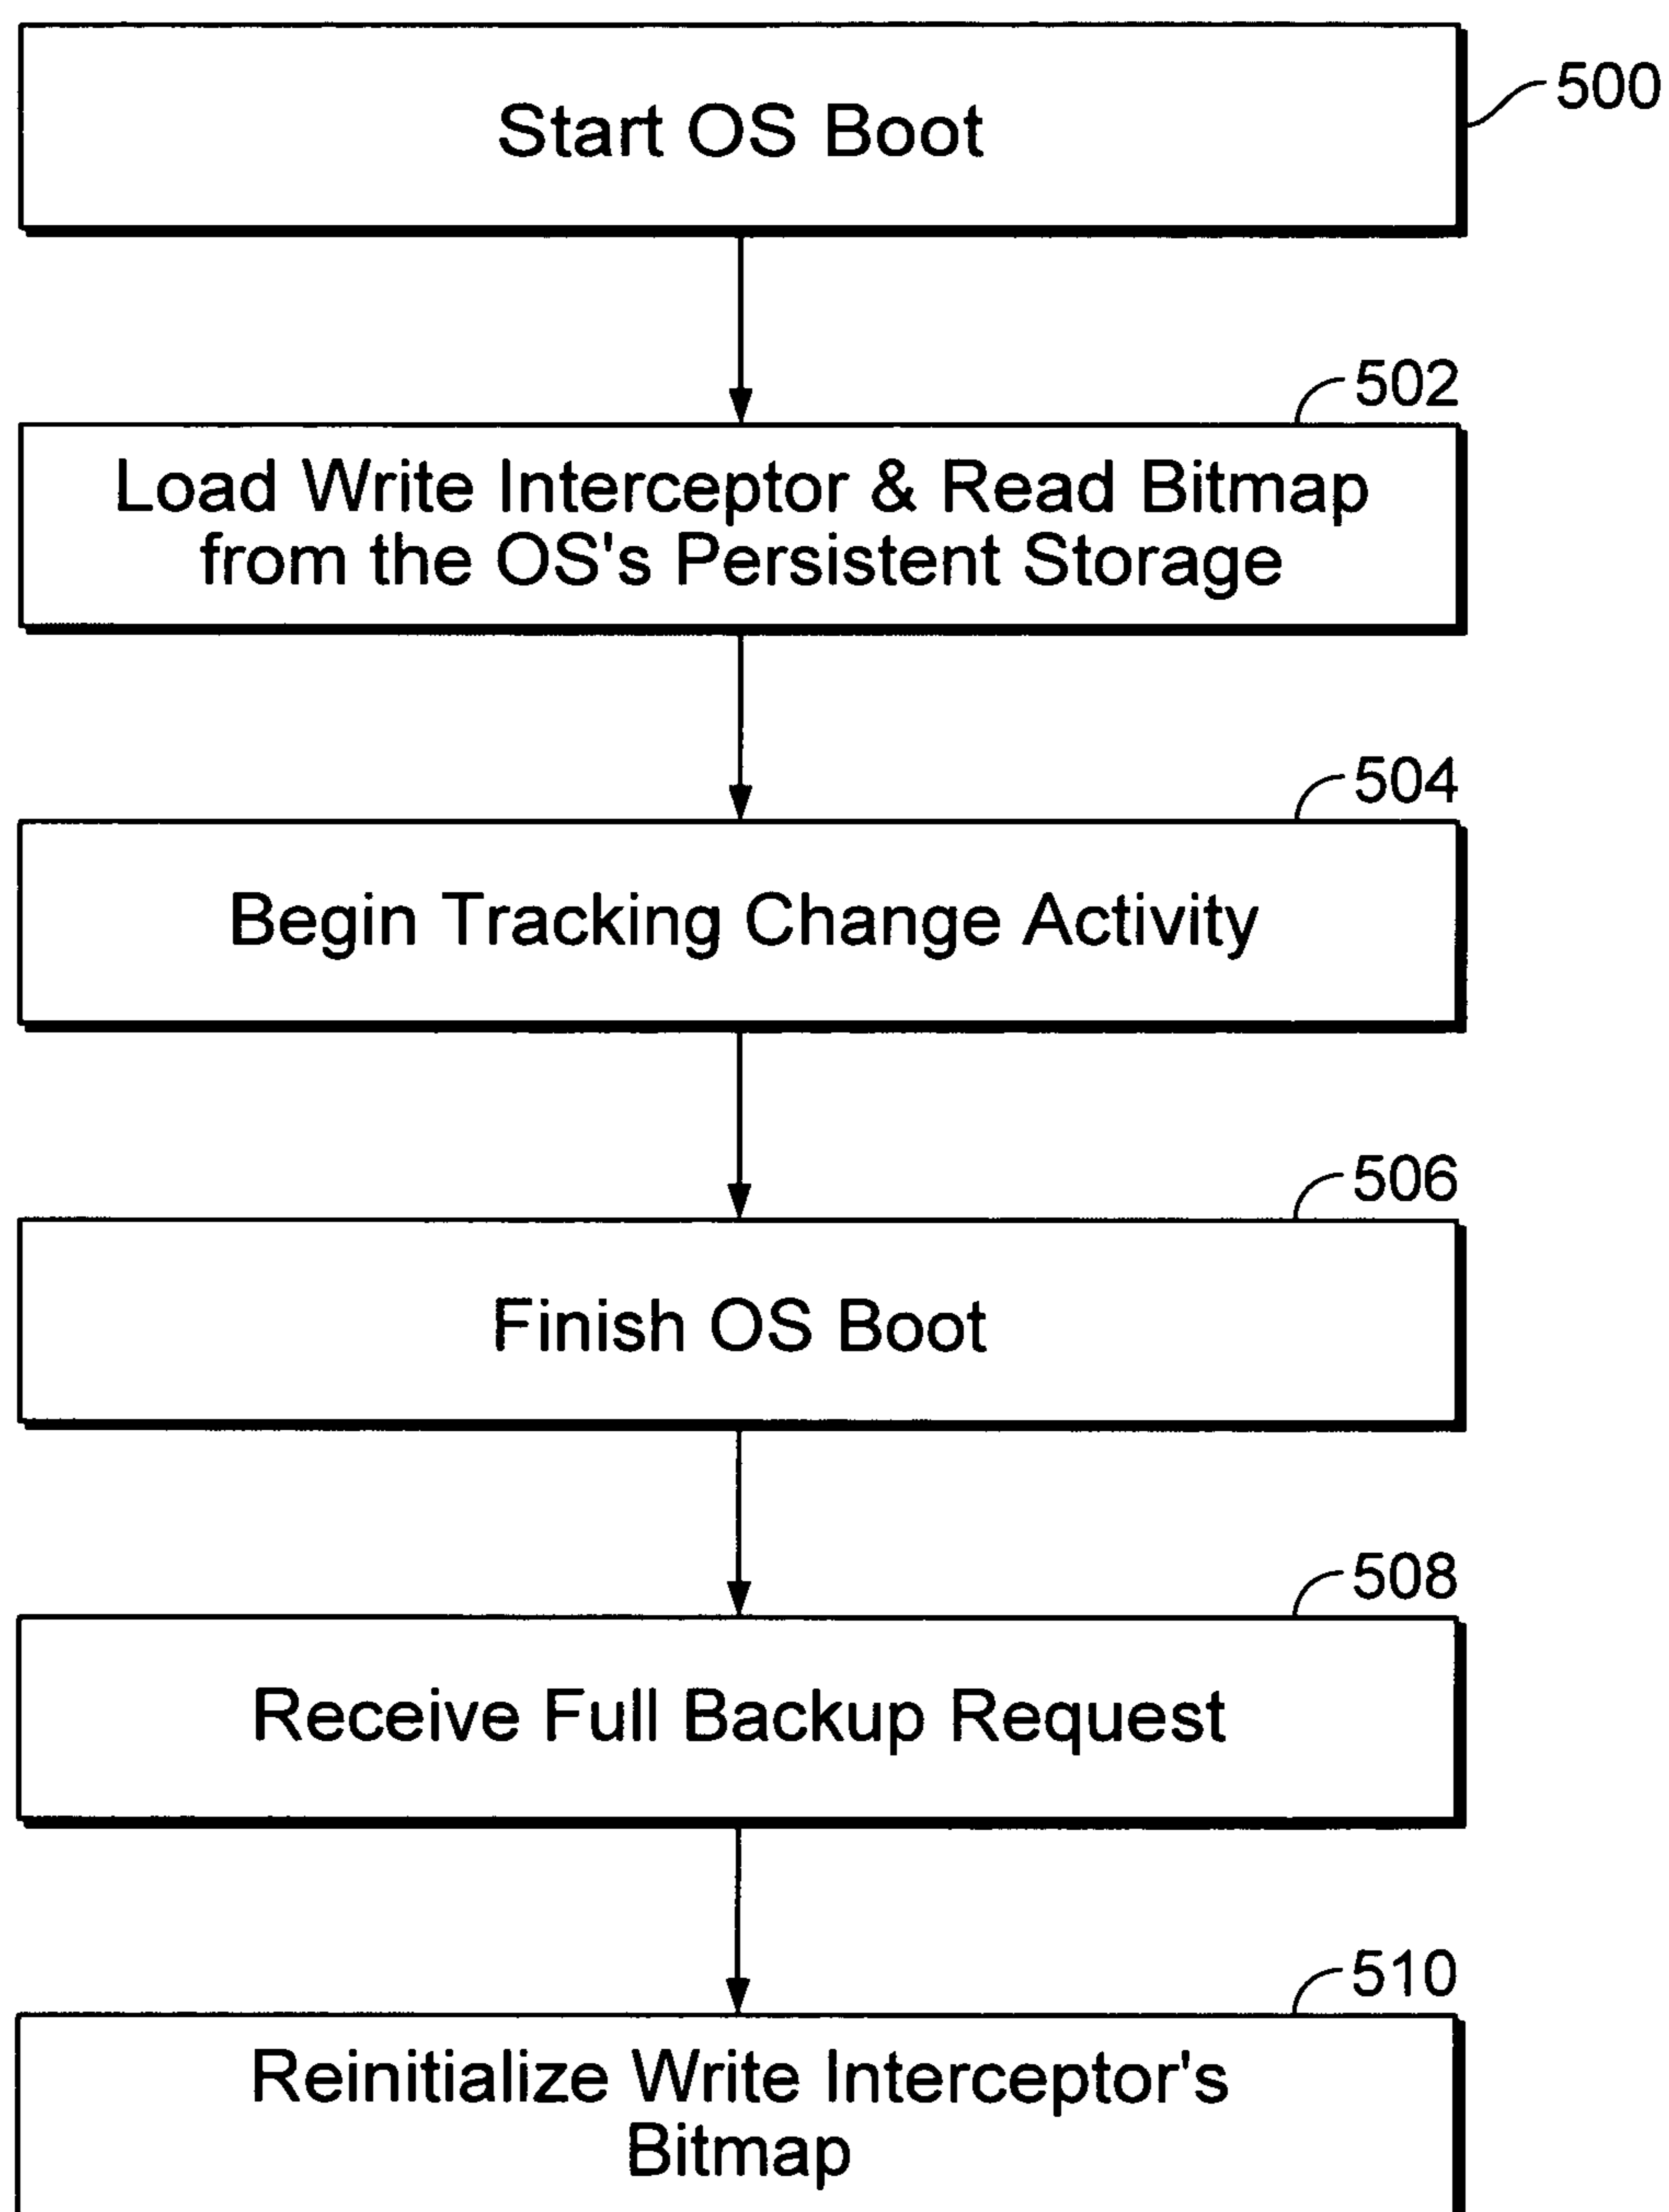 Start OS Boot
500
502
Load Write Interceptor & Read Bitmap
from the OS's Persistent Storage
504
Begin Tracking Change Activity
506
Finish OS Boot
508
Receive Full Backup Request
510
Reinitialize Write Interceptor's
Bitmap